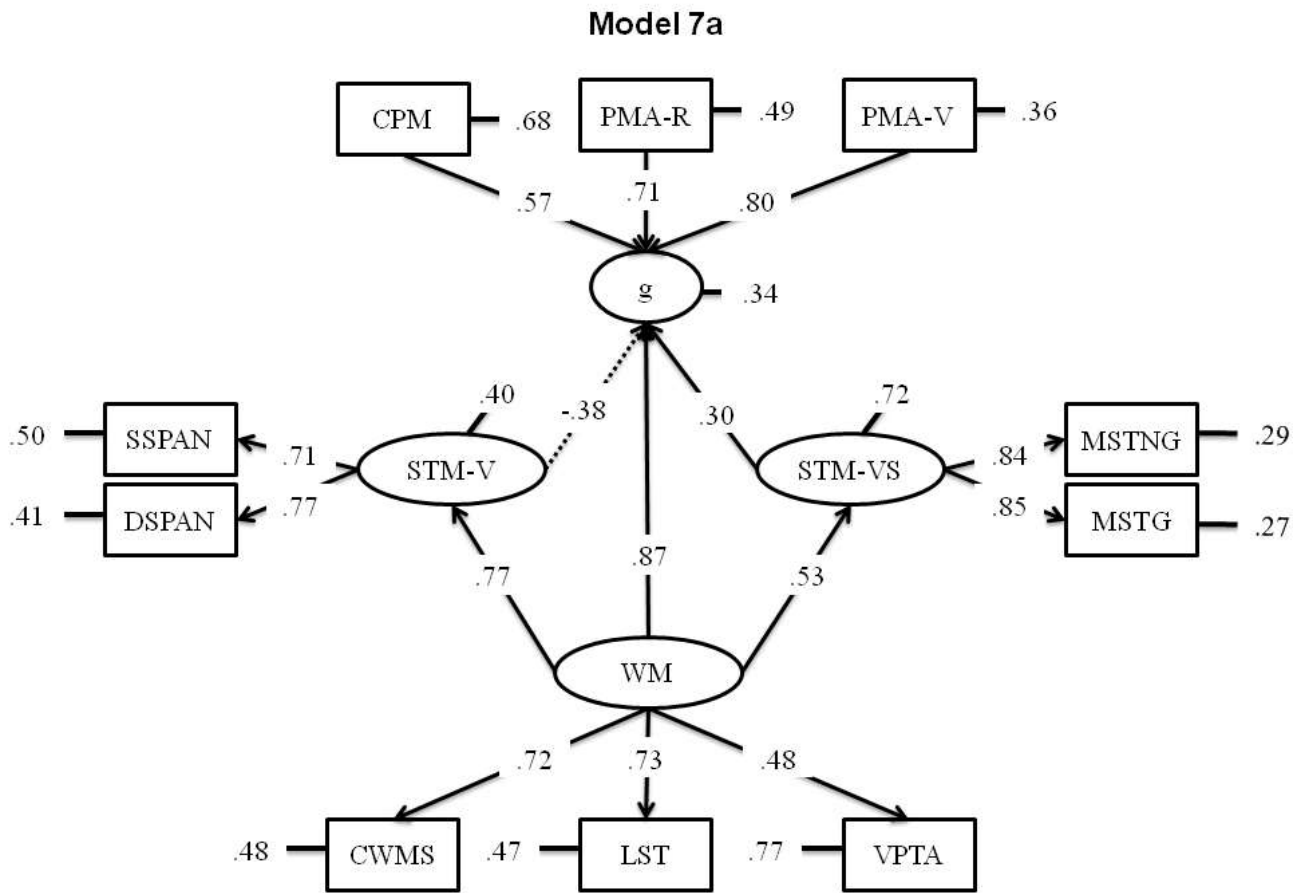 Model 7a
CPM .68 PMA-R .49 PMA-V .36
.57 .71 .80
g .34
.40 -.38 .30 .72
.50 SSPAN .71 STM-V STM-VS .84 MSTNG .29
.41 DSPAN .77 .85 MSTG .27
.77 .87 .53
WM
.72 .73 .48
.48 CWMS .47 LST .77 VPTA